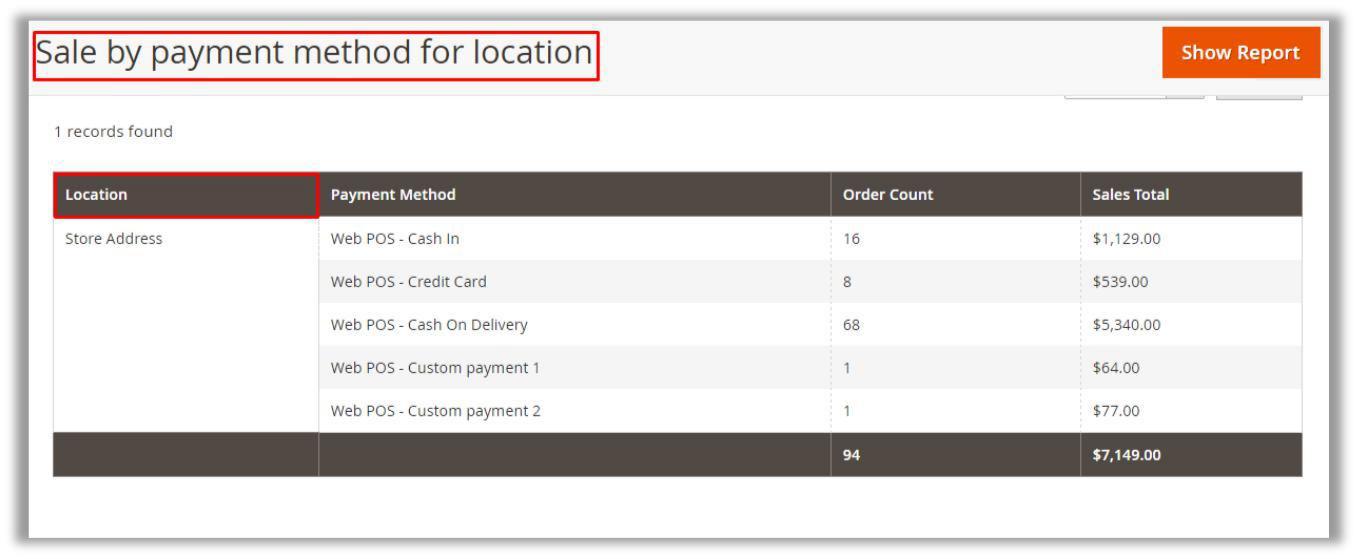 Sale by payment method for location
Show Report
1 records found
Location Payment Method Order Count Sales Total
Store Address Web POS - Cash In 16 $1,129.00
Web POS - Credit Card 8 $539.00
Web POS - Cash On Delivery 68 $5,340.00
Web POS - Custom payment 1 1 $64.00
Web POS - Custom payment 2 1 $77.00
94 $7,149.00